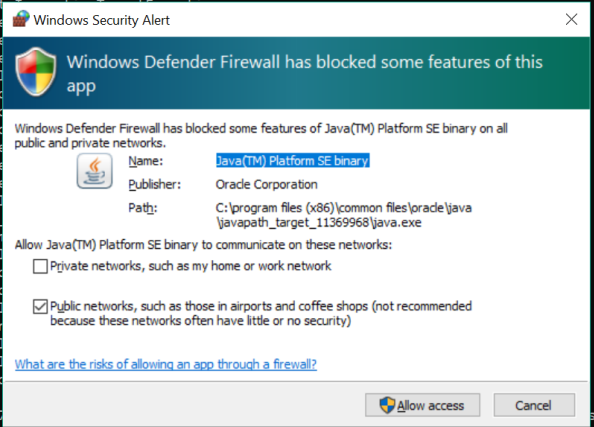 Windows Security Alert
Windows Defender Firewall has blocked some features of this
app
Windows Defender Firewall has blocked some features of Java(TM) Platform SE binary on all
public and private networks.
Name: Java(TM) Platform SE binary
Publisher: Oracle Corporation
Path: C:\program files (x86)\common files\oracle\java
\javapath_target_11369968\java.exe
Allow Java(TM) Platform SE binary to communicate on these networks:
Private networks, such as my home or work network
Public networks, such as those in airports and coffee shops (not recommended
because these networks often have little or no security)
What are the risks of allowing an app through a firewall?
Allow access
Cancel